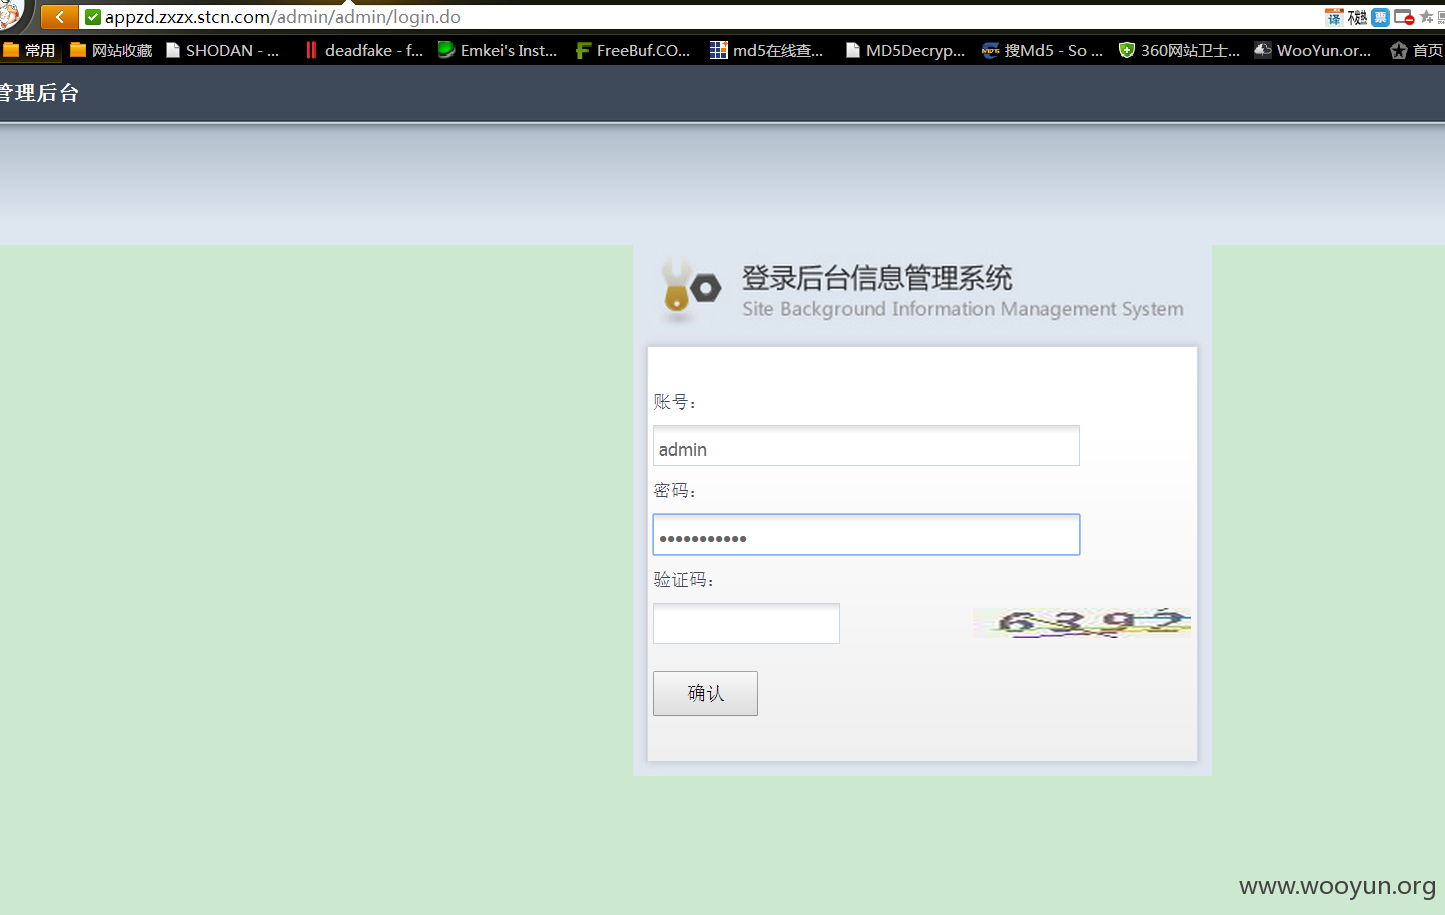 appzd.zxzx.stcn.com/admin/admin/login.do
译 票
常用 网站收藏 SHODAN - ... deadfake - f... Emkei's Inst... FreeBuf.CO... md5在线查... MD5Decryp... 搜Md5 - So ... 360网站卫士... WooYun.or... 首页
管理后台
登录后台信息管理系统
Site Background Information Management System
账号：
admin
密码：
•••••••••••
验证码：
6392
确认
www.wooyun.org